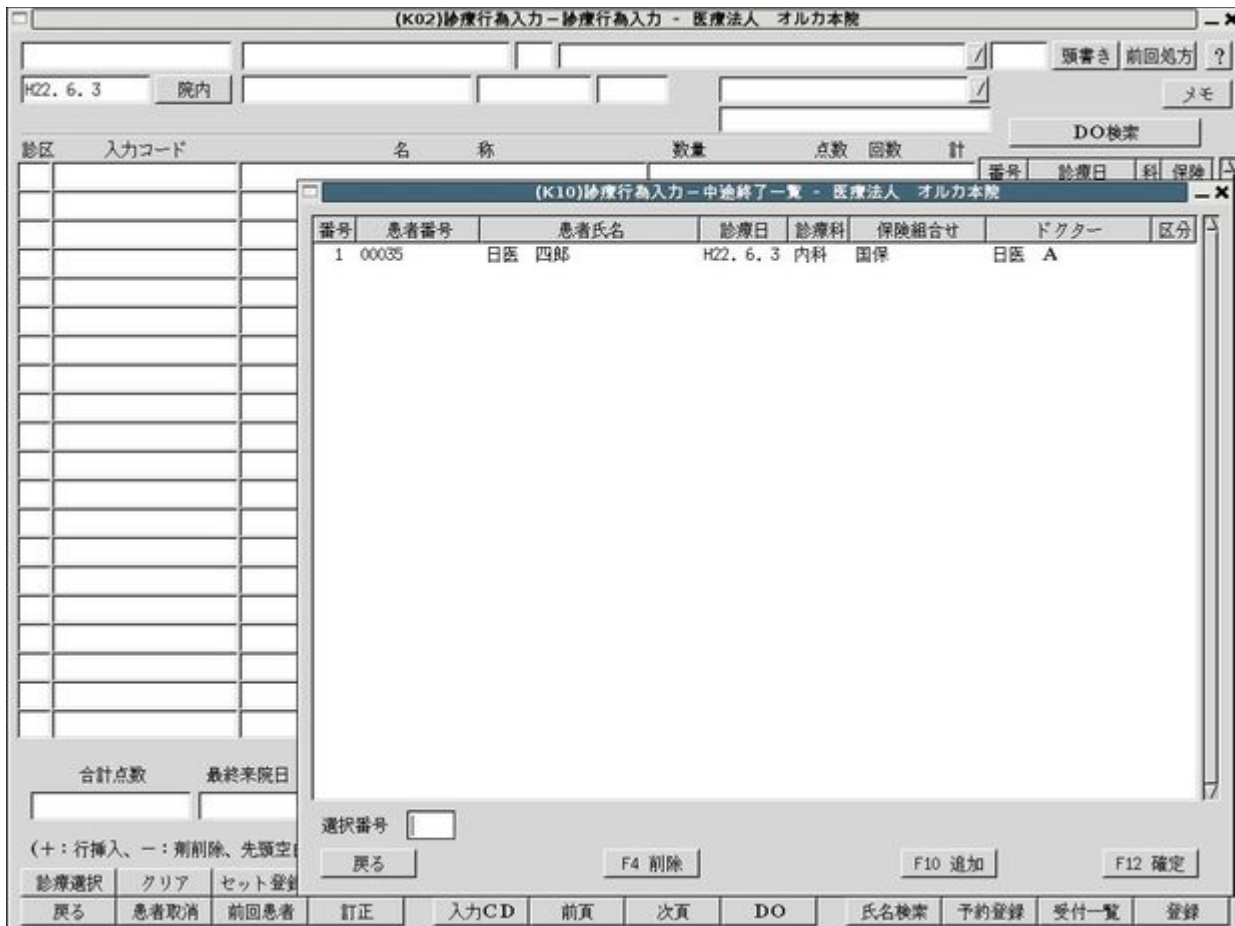 (K02)診療行為入力－診療行為入力 - 医療法人　オルカ本院
頭書き 前回処方 ?
H22. 6. 3 院内 メモ
DO検索
診区 入力コード 名 称 数量 点数 回数 計
番号 診療日 科 保険
(K10)診療行為入力－中途終了一覧 - 医療法人　オルカ本院
番号 患者番号 患者氏名 診療日 診療科 保険組合せ ドクター 区分
1 00035 日医 四郎 H22. 6. 3 内科 国保 日医 A
合計点数 最終来院日
選択番号
(＋：行挿入、－：剤削除、先頭空
戻る F4 削除 F10 追加 F12 確定
診療選択 クリア セット登録
戻る 患者取消 前回患者 訂正 入力CD 前頁 次頁 DO 氏名検索 予約登録 受付一覧 登録